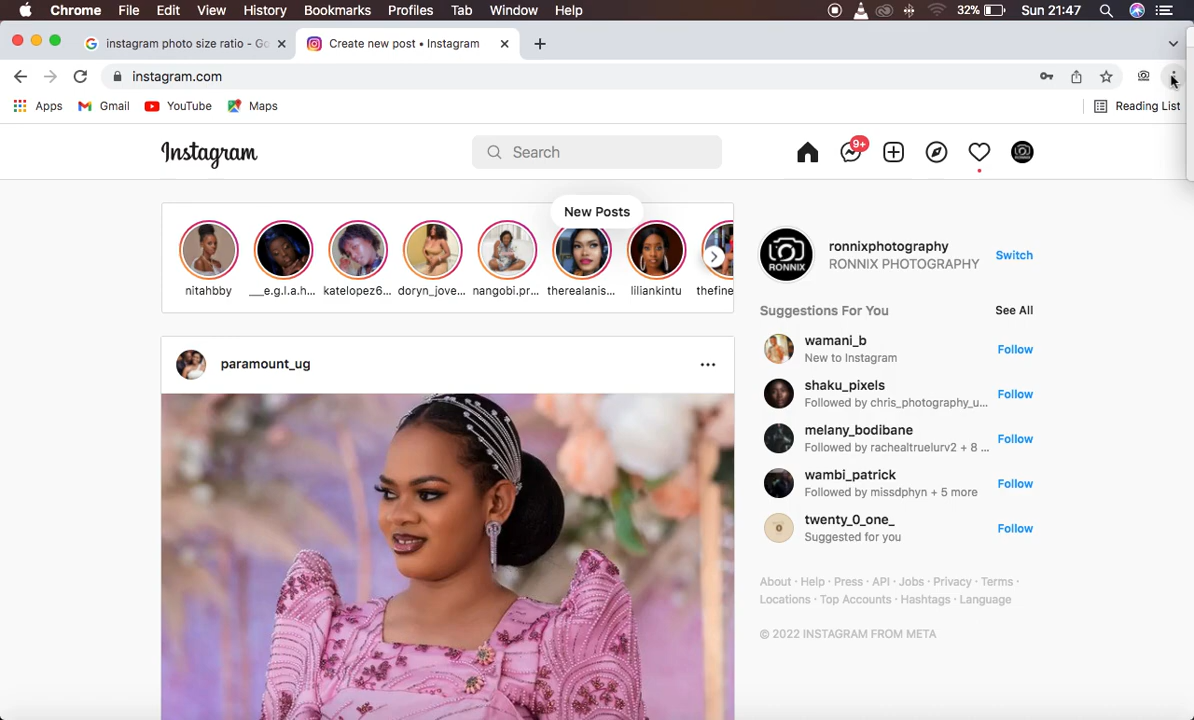 Chrome File Edit View History Bookmarks Profiles Tab Window Help 32% Sun 21:47
instagram photo size ratio - Go Create new post • Instagram
instagram.com
Apps Gmail YouTube Maps Reading List
Instagram Search 9+
New Posts
nitahbby __e.g.l.a.h... katelopez6... doryn_jove... nangobi.pr... therealanis... liliankintu thefine
ronnixphotography Switch
RONNIX PHOTOGRAPHY
RONNIX
Suggestions For You See All
wamani_b
New to Instagram
Follow
shaku_pixels
Followed by chris_photography_u...
Follow
melany_bodibane
Followed by rachealtruelurv2 + 8 ...
Follow
wambi_patrick
Followed by missdphyn + 5 more
Follow
twenty_0_one_
Suggested for you
Follow
About · Help · Press · API · Jobs · Privacy · Terms ·
Locations · Top Accounts · Hashtags · Language
© 2022 INSTAGRAM FROM META
paramount_ug